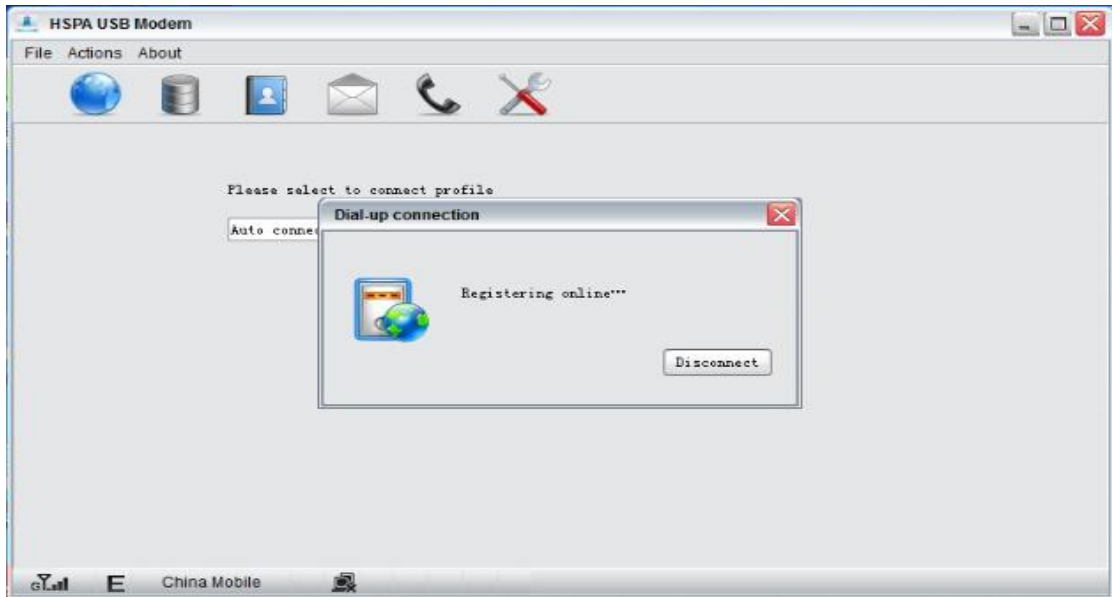 HSPA USB Modem
File Actions About
Please select to connect profile
Dial-up connection
Auto connec
Registering online...
Disconnect
G E China Mobile